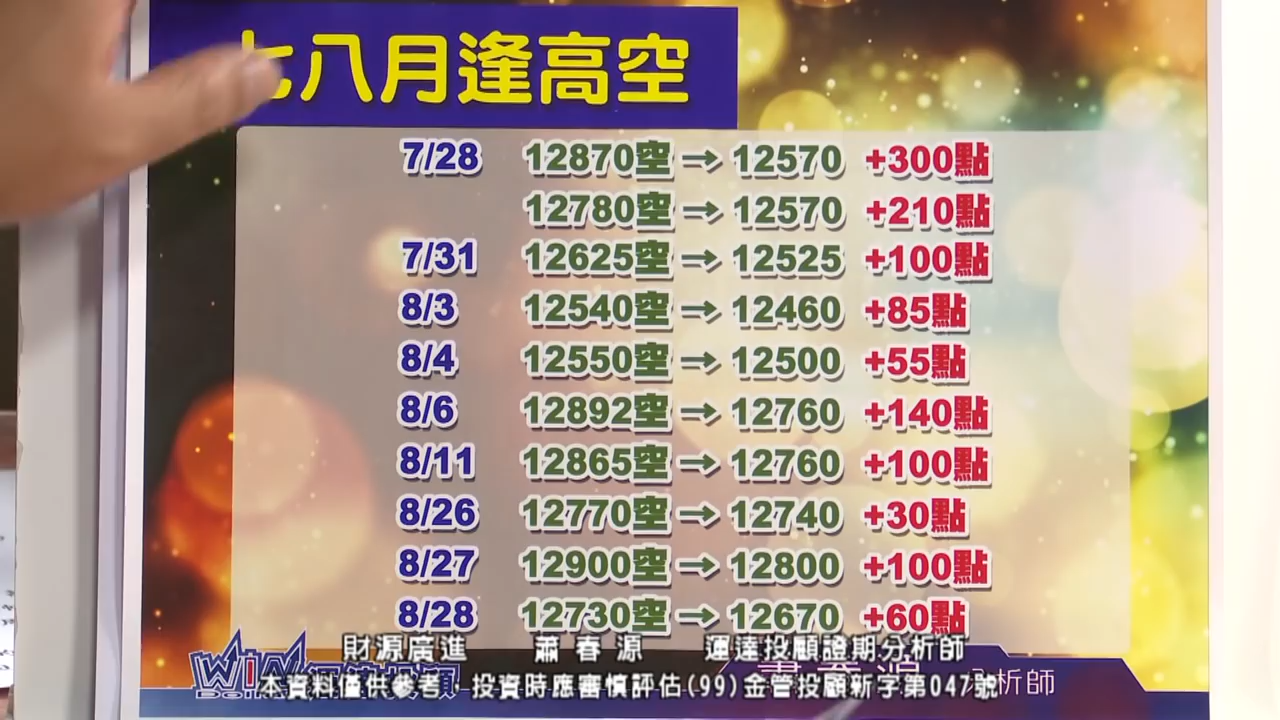 七八月逢高空
7/28 12870空→12570 +300點
12780空→12570 +210點
7/31 12625空→12525 +100點
8/3 12540空→12460 +85點
8/4 12550空→12500 +55點
8/6 12892空→12760 +140點
8/11 12865空→12760 +100點
8/26 12770空→12740 +30點
8/27 12900空→12800 +100點
8/28 12730空→12670 +60點
財源廣進 蕭春源 運達投顧證期分析師
WIN 分析師
本資料僅供參考，投資時應審慎評估(99)金管投顧新字第047號